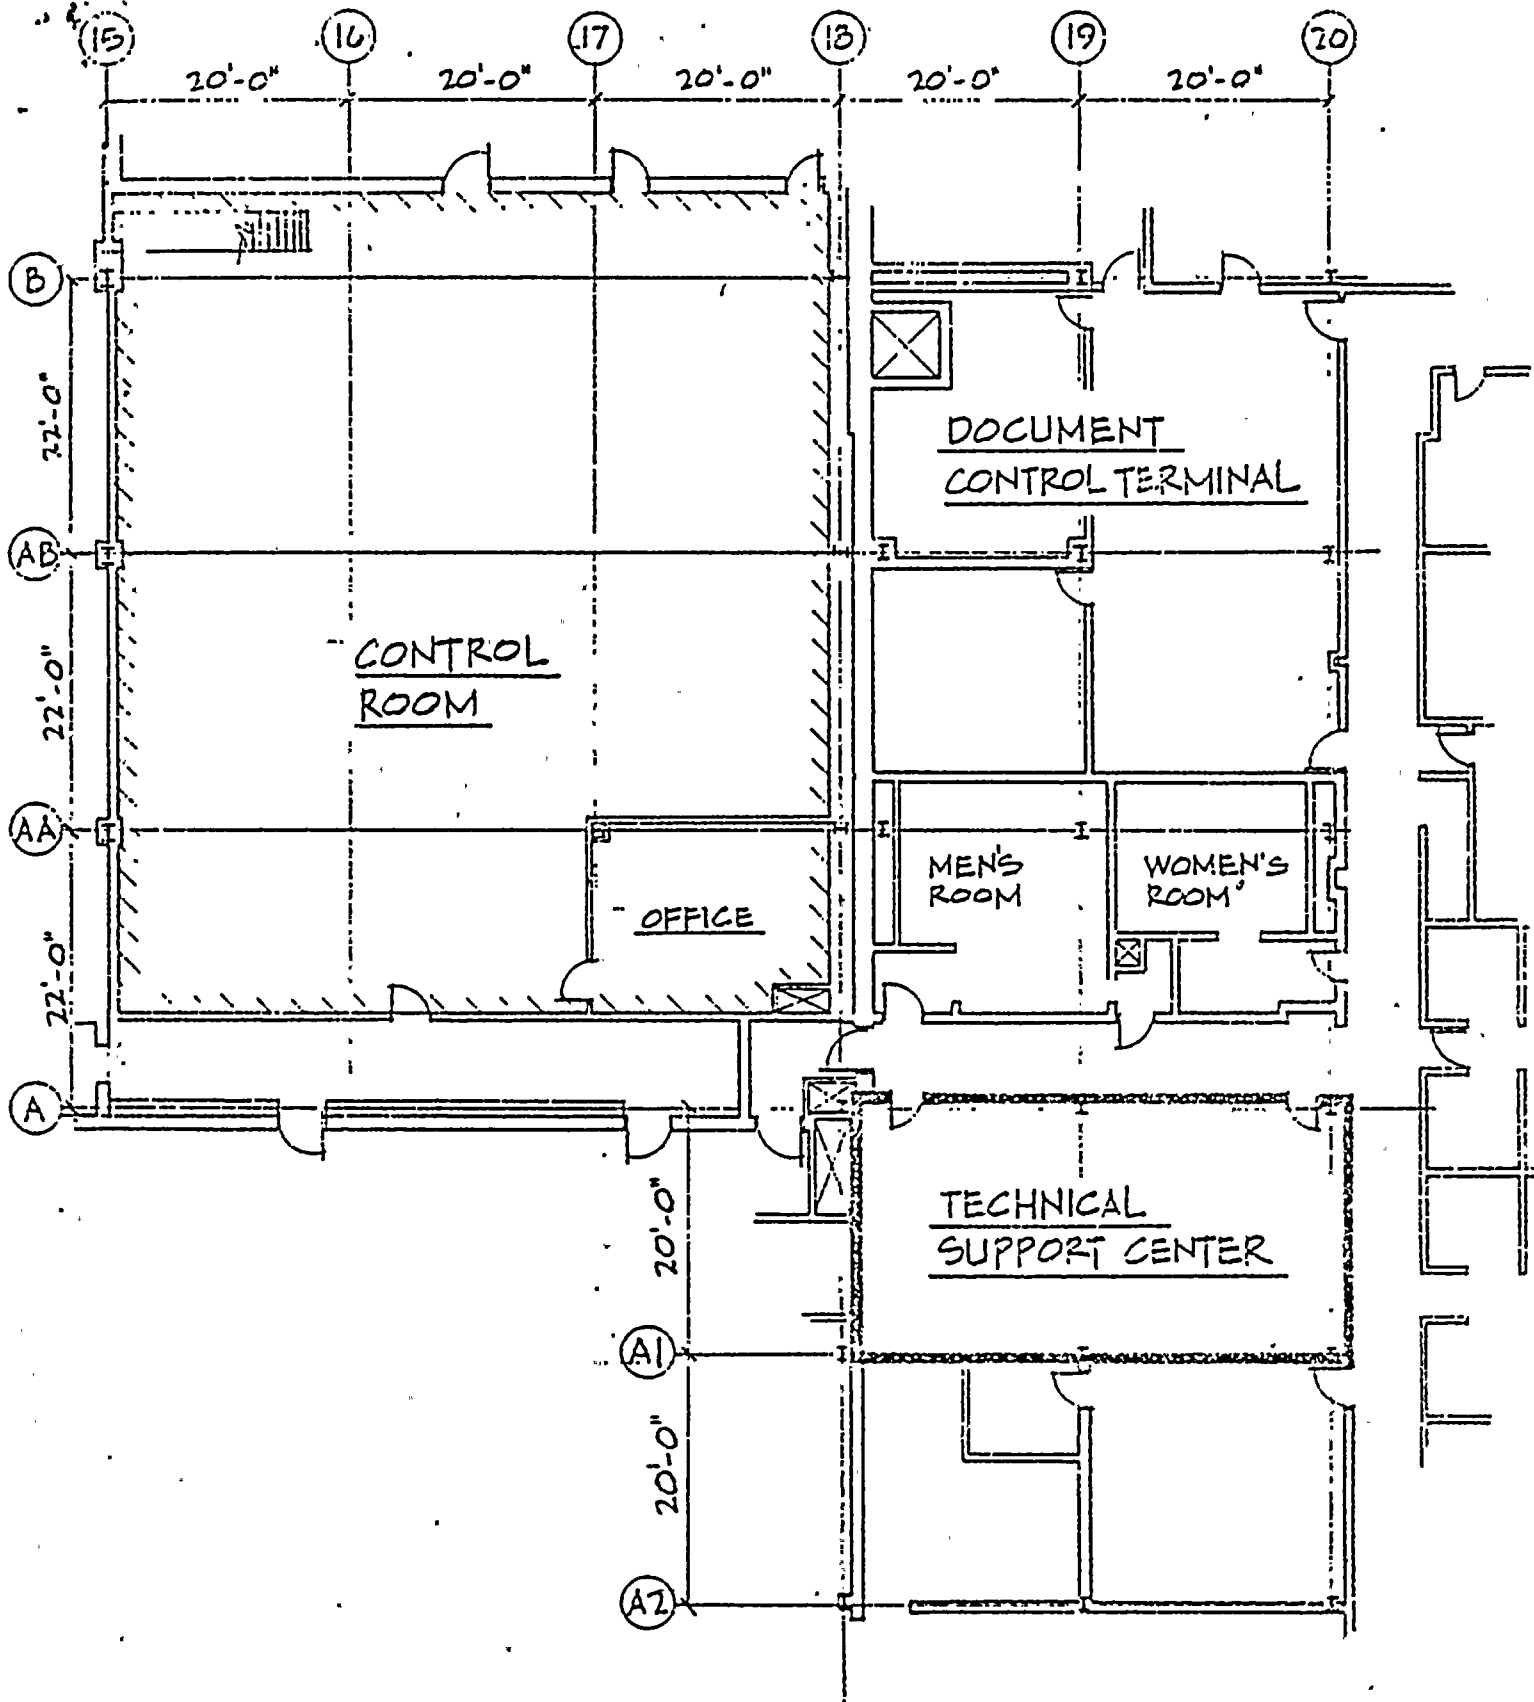 15 16 17 18 19 20
20'-0" 20'-0" 20'-0" 20'-0" 20'-0"
B
22'-0"
DOCUMENT
CONTROL TERMINAL
AB
CONTROL
ROOM
22'-0"
AA
MEN'S
ROOM
WOMEN'S
ROOM
OFFICE
22'-0"
A
TECHNICAL
SUPPORT CENTER
20'-0"
A1
20'-0"
A2